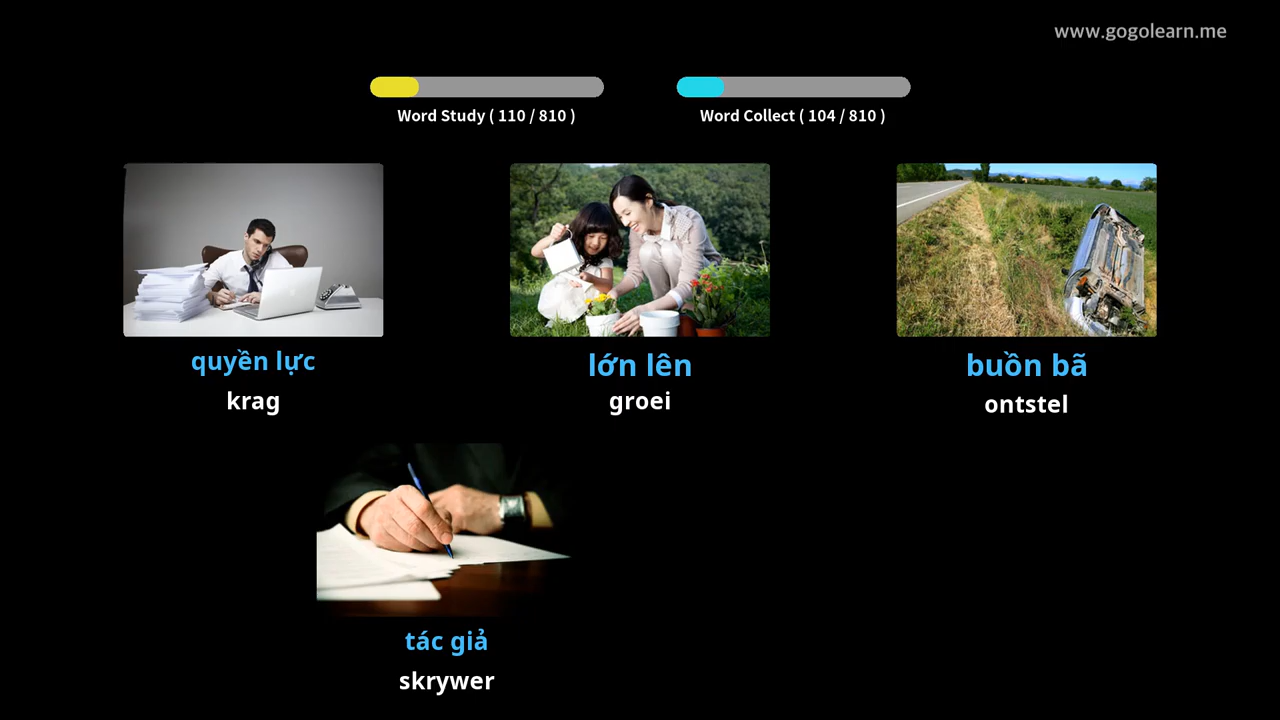 www.gogolearn.me
Word Study ( 110 / 810 )
Word Collect ( 104 / 810 )
quyền lực
krag
lớn lên
groei
buồn bã
ontstel
tác giả
skrywer